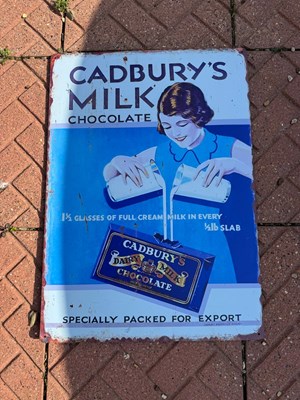 CADBURY'S
MILK
CHOCOLATE
1½ GLASSES OF FULL CREAM MILK IN EVERY
½lb SLAB
CADBURY'S
DAIRY MILK
CHOCOLATE
SPECIALLY PACKED FOR EXPORT